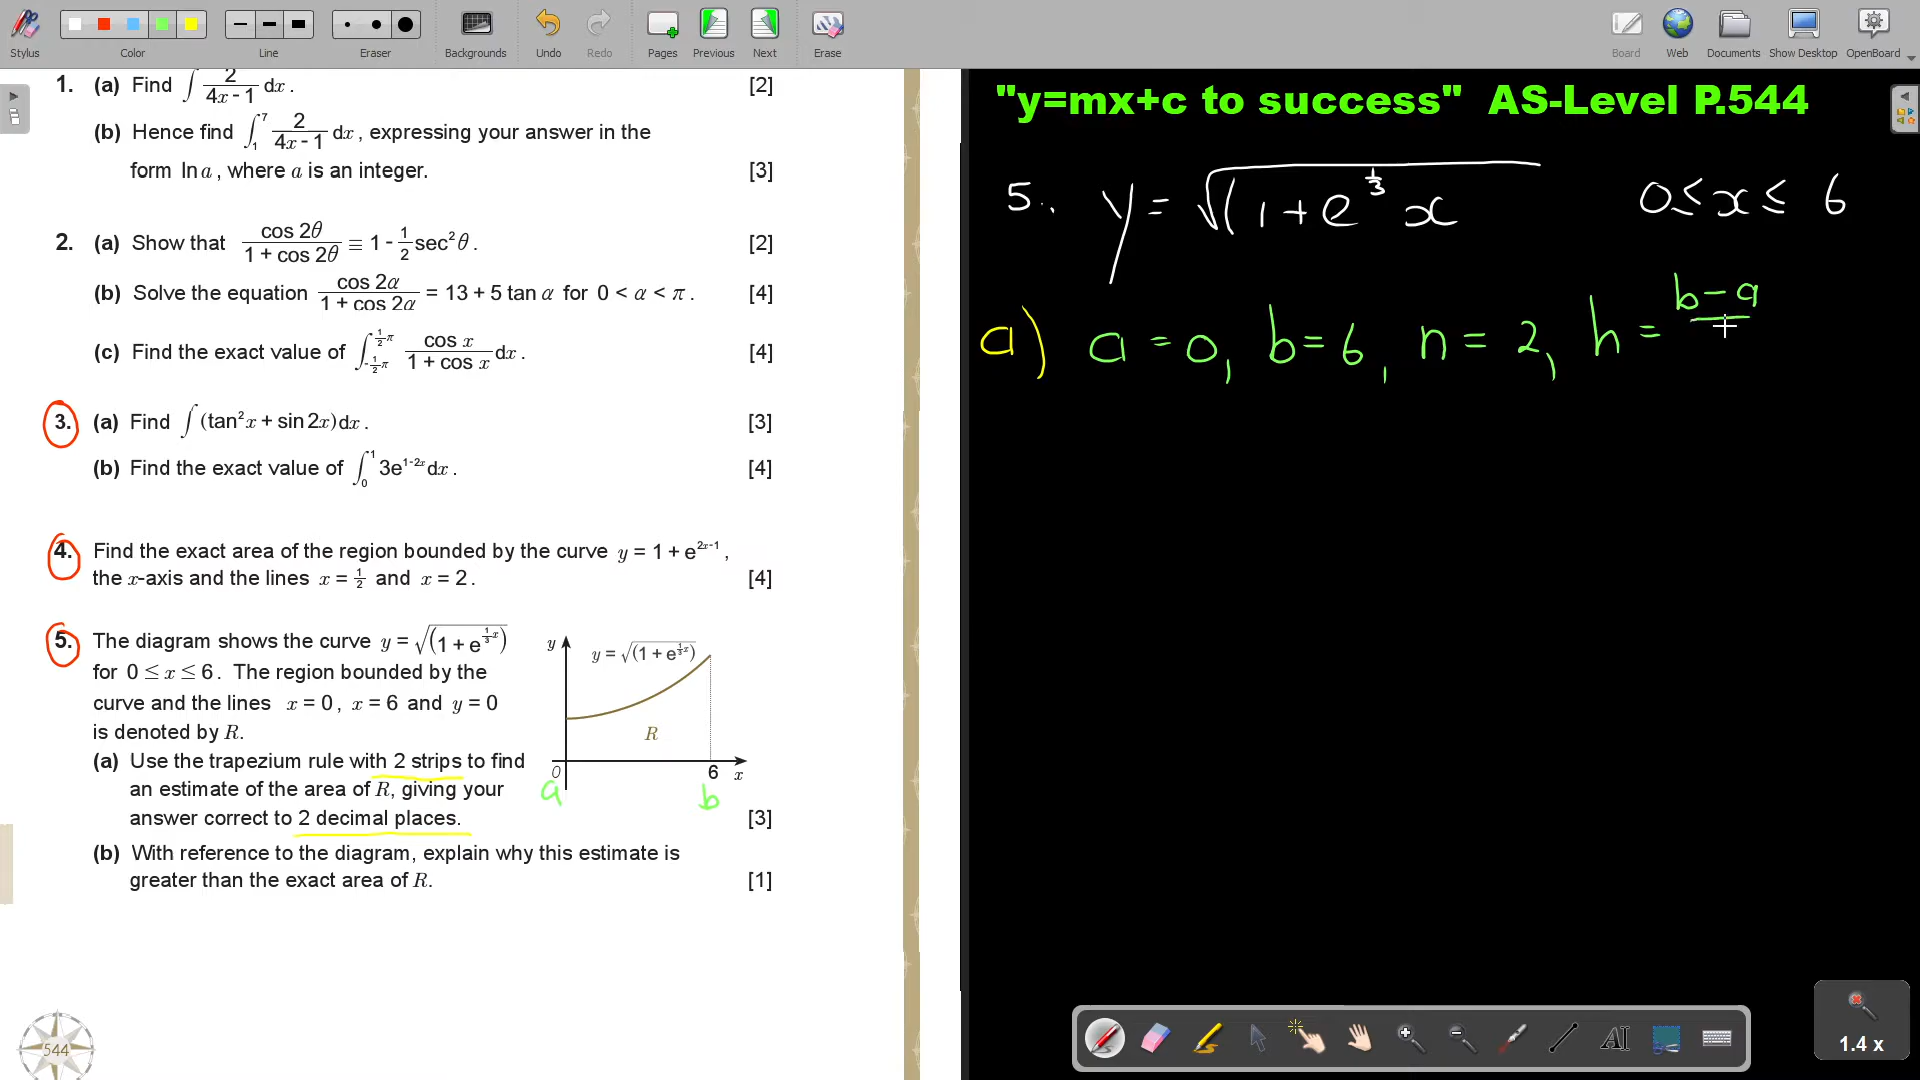 Stylus Color Line Eraser Backgrounds Undo Redo Pages Previous Next Erase Board Web Documents Show Desktop OpenBoard
1. (a) Find ∫ 2/(4x - 1) dx. [2]
(b) Hence find ∫₁⁷ 2/(4x - 1) dx, expressing your answer in the
form ln a, where a is an integer. [3]
2. (a) Show that cos 2θ/(1 + cos 2θ) ≡ 1 - 1/2 sec²θ. [2]
(b) Solve the equation cos 2α/(1 + cos 2α) = 13 + 5 tan α for 0 < α < π. [4]
(c) Find the exact value of ∫_{-1/2 π}^{1/2 π} cos x/(1 + cos x) dx. [4]
3. (a) Find ∫ (tan²x + sin 2x)dx. [3]
(b) Find the exact value of ∫₀¹ 3e^{1-2x} dx. [4]
4. Find the exact area of the region bounded by the curve y = 1 + e^{2x-1},
the x-axis and the lines x = 1/2 and x = 2. [4]
5. The diagram shows the curve y = √(1 + e^{1/3 x})
for 0 ≤ x ≤ 6. The region bounded by the
curve and the lines x = 0, x = 6 and y = 0
is denoted by R.
(a) Use the trapezium rule with 2 strips to find
an estimate of the area of R, giving your
answer correct to 2 decimal places. [3]
(b) With reference to the diagram, explain why this estimate is
greater than the exact area of R. [1]
y
y = √(1 + e^{1/3 x})
R
0 6 x
a b
544
"y=mx+c to success" AS-Level P.544
5. y = √(1 + e^{1/3} x 0 ≤ x ≤ 6
a) a = 0, b = 6, n = 2, h = b - a
1.4 x